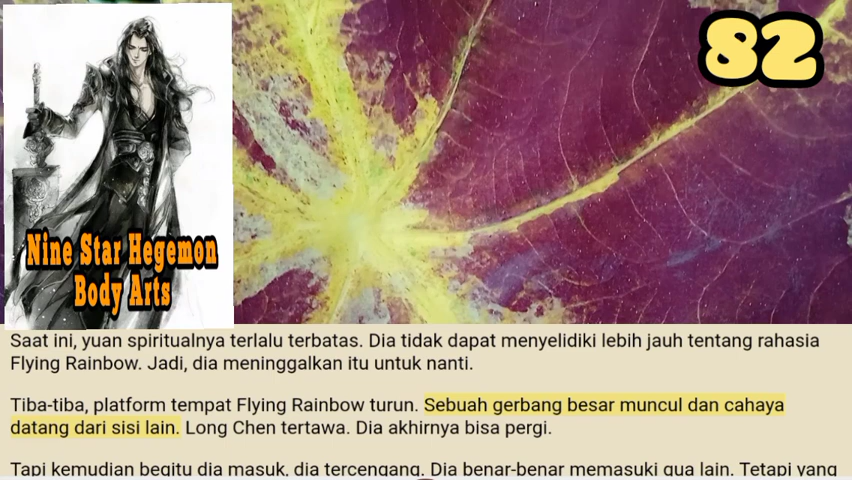 82
Nine Star Hegemon
Body Arts
Saat ini, yuan spiritualnya terlalu terbatas. Dia tidak dapat menyelidiki lebih jauh tentang rahasia
Flying Rainbow. Jadi, dia meninggalkan itu untuk nanti.
Tiba-tiba, platform tempat Flying Rainbow turun. Sebuah gerbang besar muncul dan cahaya
datang dari sisi lain. Long Chen tertawa. Dia akhirnya bisa pergi.
Tapi kemudian begitu dia masuk, dia tercengang. Dia benar-benar memasuki gua lain. Tetapi yang